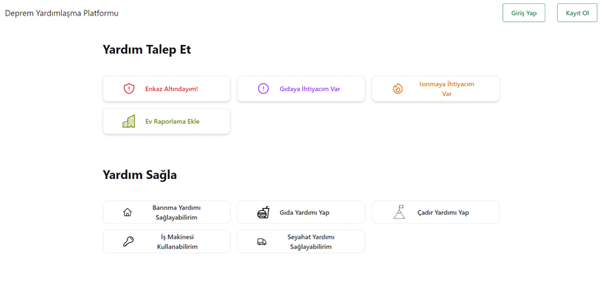 Deprem Yardımlaşma Platformu
Giriş Yap
Kayıt Ol
Yardım Talep Et
Enkaz Altındayım!
Gıdaya İhtiyacım Var
Isınmaya İhtiyacım
Var
Ev Raporlama Ekle
Yardım Sağla
Barınma Yardımı
Sağlayabilirim
Gıda Yardımı Yap
Çadır Yardımı Yap
İş Makinesi
Kullanabilirim
Seyahat Yardımı
Sağlayabilirim